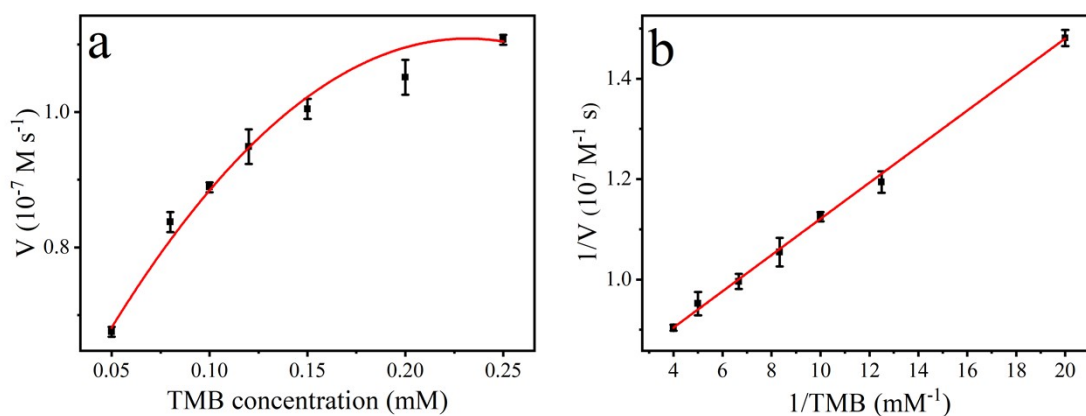 a
V (10⁻⁷ M s⁻¹)
1.0
0.8
0.05 0.10 0.15 0.20 0.25
TMB concentration (mM)
b
1/V (10⁷ M⁻¹ s)
1.4
1.2
1.0
4 6 8 10 12 14 16 18 20
1/TMB (mM⁻¹)